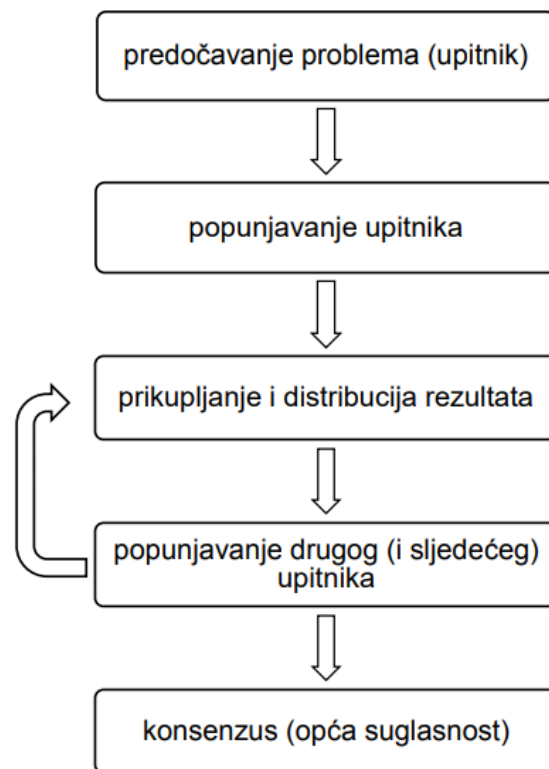 predočavanje problema (upitnik)
popunjavanje upitnika
prikupljanje i distribucija rezultata
popunjavanje drugog (i sljedećeg)
upitnika
konsenzus (opća suglasnost)